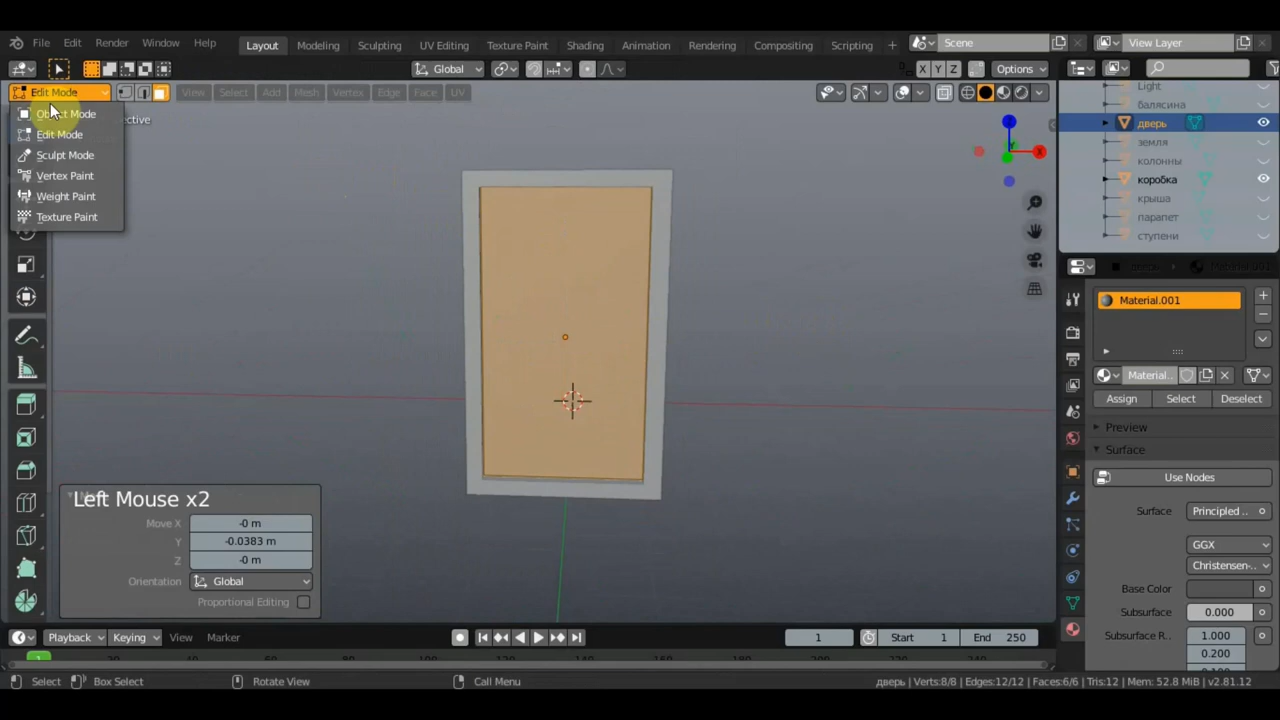 File Edit Render Window Help Layout Modeling Sculpting UV Editing Texture Paint Shading Animation Rendering Compositing Scripting + Scene View Layer
Global X Y Z Options
Edit Mode View Select Add Mesh Vertex Edge Face UV
Object Mode
Edit Mode
Sculpt Mode
Vertex Paint
Weight Paint
Texture Paint
Light
балясина
дверь
земля
колонны
коробка
крыша
парапет
ступени
Material.001
Material..
Assign Select Deselect
Preview
Surface
Use Nodes
Surface Principled ..
GGX
Christensen-..
Base Color
Subsurface 0.000
Subsurface R.. 1.000
0.200
Left Mouse x2
Move X -0 m
Y -0.0383 m
Z -0 m
Orientation Global
Proportional Editing
Playback Keying View Marker 1 Start 1 End 250
1
Select Box Select Rotate View Call Menu дверь | Verts:8/8 | Edges:12/12 | Faces:6/6 | Tris:12 | Mem: 52.8 MiB | v2.81.12